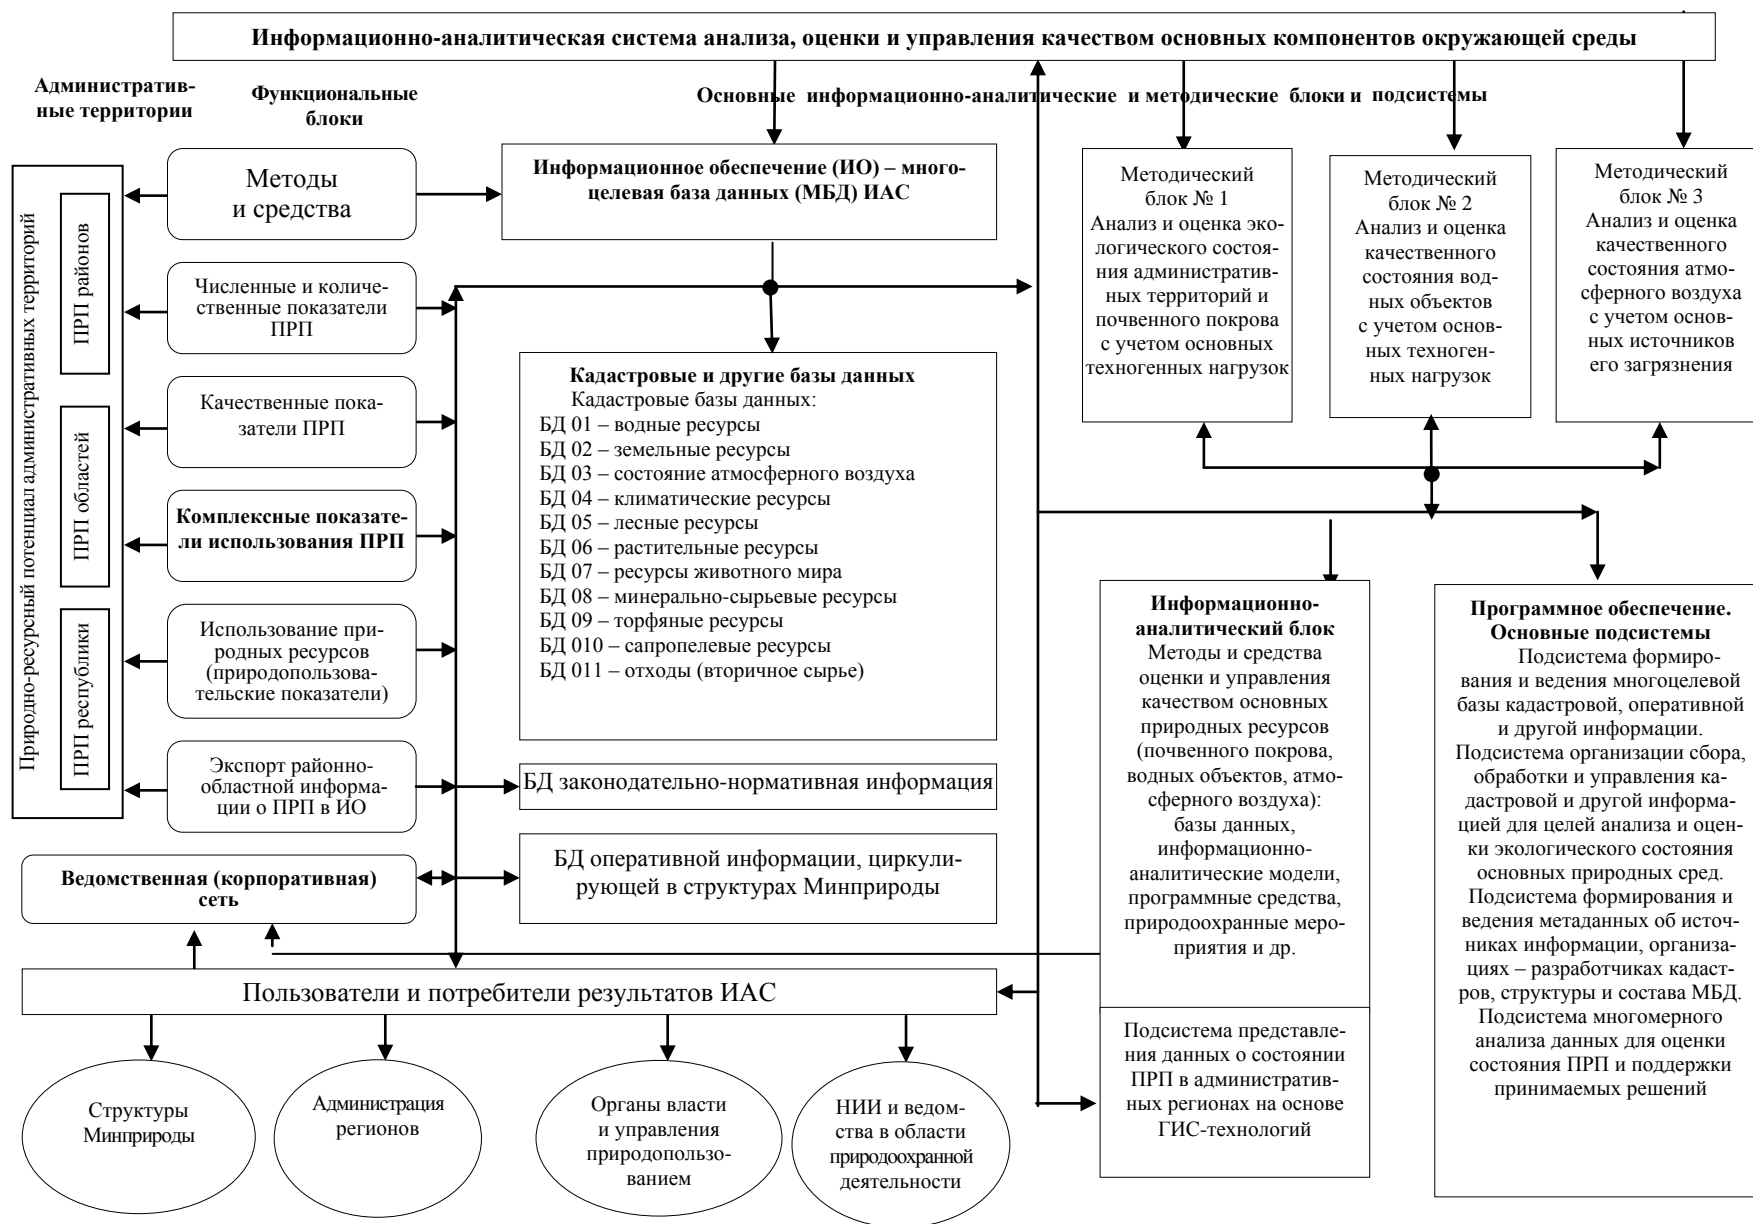 Информационно-аналитическая система анализа, оценки и управления качеством основных компонентов окружающей среды
Административ-
ные территории
Функциональные
блоки
Основные информационно-аналитические и методические блоки и подсистемы
Природно-ресурсный потенциал административных территорий
ПРП районов
ПРП областей
ПРП республики
Методы
и средства
Численные и количе-
ственные показатели
ПРП
Качественные пока-
затели ПРП
Комплексные показате-
ли использования ПРП
Использование при-
родных ресурсов
(природопользова-
тельские показатели)
Экспорт районно-
областной информа-
ции о ПРП в ИО
Ведомственная (корпоративная)
сеть
Информационное обеспечение (ИО) – много-
целевая база данных (МБД) ИАС
Кадастровые и другие базы данных
Кадастровые базы данных:
БД 01 – водные ресурсы
БД 02 – земельные ресурсы
БД 03 – состояние атмосферного воздуха
БД 04 – климатические ресурсы
БД 05 – лесные ресурсы
БД 06 – растительные ресурсы
БД 07 – ресурсы животного мира
БД 08 – минерально-сырьевые ресурсы
БД 09 – торфяные ресурсы
БД 010 – сапропелевые ресурсы
БД 011 – отходы (вторичное сырье)
БД законодательно-нормативная информация
БД оперативной информации, циркули-
рующей в структурах Минприроды
Методический
блок № 1
Анализ и оценка эко-
логического состоя-
ния административ-
ных территорий и
почвенного покрова
с учетом основных
техногенных нагрузок
Методический
блок № 2
Анализ и оценка
качественного
состояния вод-
ных объектов
с учетом основ-
ных техноген-
ных нагрузок
Методический
блок № 3
Анализ и оценка
качественного
состояния атмо-
сферного воздуха
с учетом основ-
ных источников
его загрязнения
Информационно-
аналитический блок
Методы и средства
оценки и управления
качеством основных
природных ресурсов
(почвенного покрова,
водных объектов, атмо-
сферного воздуха):
базы данных,
информационно-
аналитические модели,
программные средства,
природоохранные меро-
приятия и др.
Подсистема представле-
ния данных о состоянии
ПРП в административ-
ных регионах на основе
ГИС-технологий
Программное обеспечение.
Основные подсистемы
Подсистема формиро-
вания и ведения многоцелевой
базы кадастровой, оперативной
и другой информации.
Подсистема организации сбора,
обработки и управления ка-
дастровой и другой информа-
цией для целей анализа и оцен-
ки экологического состояния
основных природных сред.
Подсистема формирования и
ведения метаданных об источ-
никах информации, организа-
циях – разработчиках кадаст-
ров, структуры и состава МБД.
Подсистема многомерного
анализа данных для оценки
состояния ПРП и поддержки
принимаемых решений
Пользователи и потребители результатов ИАС
Структуры
Минприроды
Администрация
регионов
Органы власти
и управления
природопользо-
ванием
НИИ и ведом-
ства в области
природоохранной
деятельности